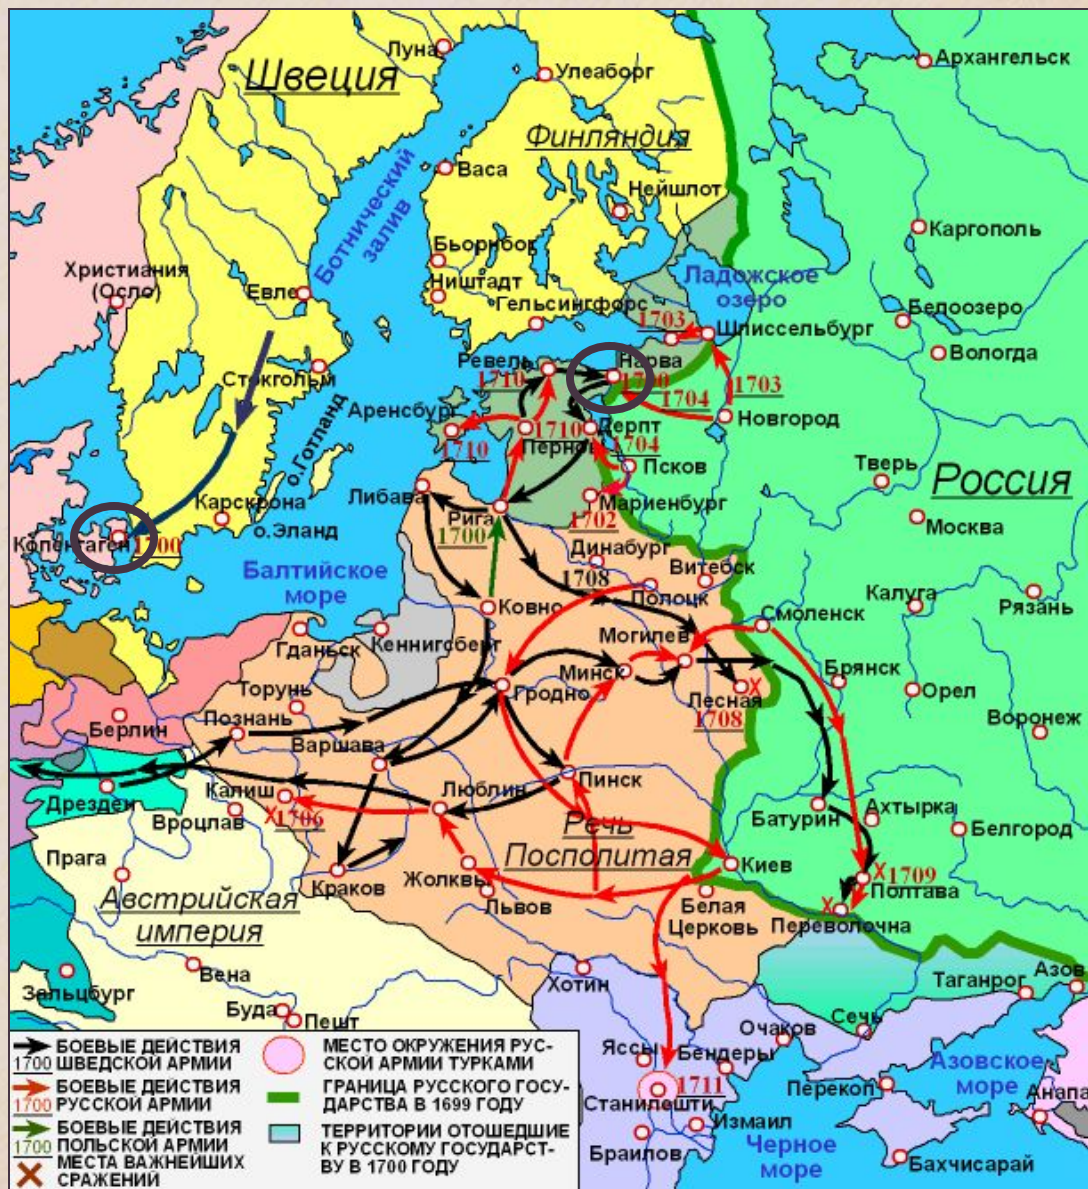 Луна
Швеция
Улеаборг
Архангельск
Финляндия
Васа
Нейшлот
Ботнический
залив
Каргополь
Бьорнборг
Христиания
(Осло)
Евле
Ништадт
Гельсингфорс
Ладожское
озеро
Белоозеро
1703
Шлиссельбург
Вологда
Стокгольм
Ревель
Нарва
1710
1700
1703
1704
Новгород
Аренсбург
1710
о.Готланд
Пернов
1710
Дерпт
1704
Псков
Тверь
Россия
Либава
Карскрона
Рига
Мариенбург
1702
Москва
Копенгаген
1700
о.Эланд
1700
Динабург
1708
Витебск
Балтийское
море
Ковно
Полоцк
Смоленск
Калуга
Рязань
Гданьск
Кеннигсберг
Могилев
Минск
Брянск
Торунь
Гродно
Лесная
1708
Орел
Берлин
Познань
Воронеж
Варшава
Дрезден
Калиш
1706
Люблин
Пинск
Батурин
Ахтырка
Вроцлав
Белгород
Речь
Посполитая
Прага
Краков
Жолквы
Киев
1709
Полтава
Львов
Белая
Церковь
Переволочна
Австрийская
империя
Вена
Хотин
Таганрог
Азов
Зальцбург
Буда
Пешт
Сечь
Очаков
Яссы
Бендеры
Азовское
море
Перекоп
1711
Станилешти
Анапа
Измаил
Браилов
Черное
море
Бахчисарай
1700
БОЕВЫЕ ДЕЙСТВИЯ
ШВЕДСКОЙ АРМИИ
1700
БОЕВЫЕ ДЕЙСТВИЯ
РУССКОЙ АРМИИ
1700
БОЕВЫЕ ДЕЙСТВИЯ
ПОЛЬСКОЙ АРМИИ
МЕСТА ВАЖНЕЙШИХ
СРАЖЕНИЙ
МЕСТО ОКРУЖЕНИЯ РУС-
СКОЙ АРМИИ ТУРКАМИ
ГРАНИЦА РУССКОГО ГОСУ-
ДАРСТВА В 1699 ГОДУ
ТЕРРИТОРИИ ОТОШЕДШИЕ
К РУССКОМУ ГОСУДАРСТ-
ВУ В 1700 ГОДУ